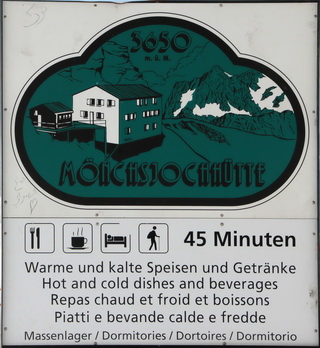 3650
m.ü.M.
MÖNCHSJOCHHÜTTE
45 Minuten
Warme und kalte Speisen und Getränke
Hot and cold dishes and beverages
Repas chaud et froid et boissons
Piatti e bevande calde e fredde
Massenlager / Dormitories / Dortoires / Dormitorio